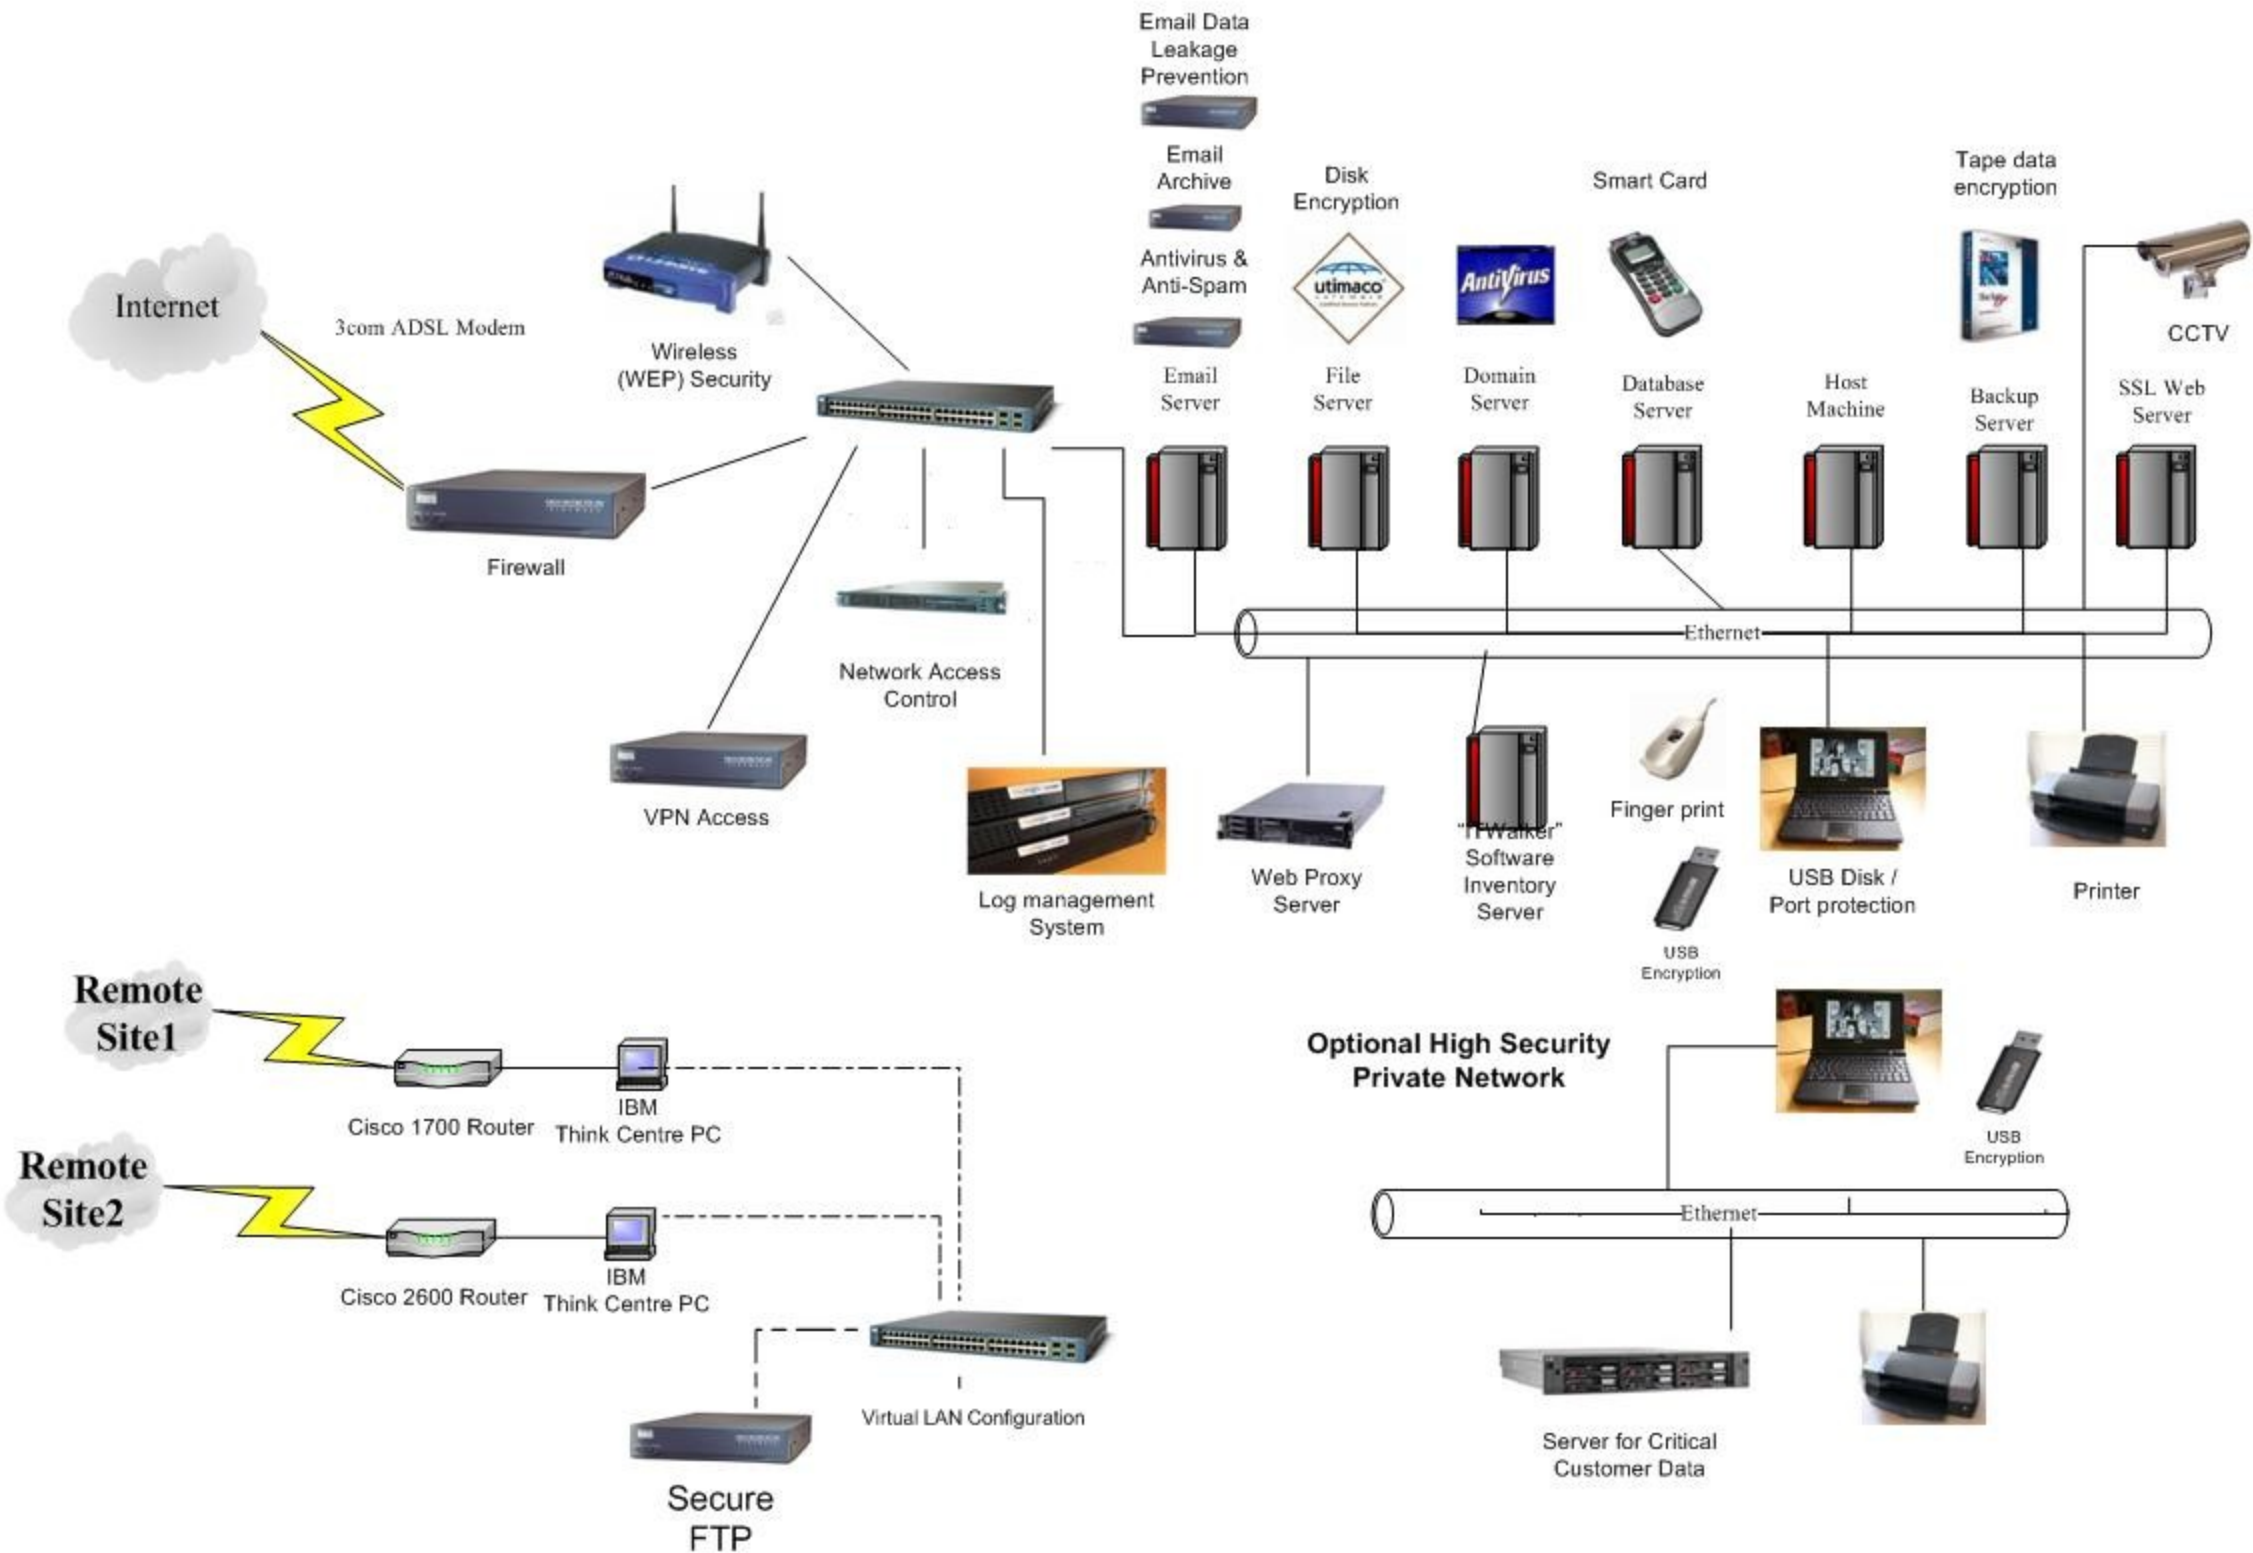 Email Data
Leakage
Prevention
Email
Archive
Antivirus &
Anti-Spam
Email
Server
Disk
Encryption
utimaco
File
Server
AntiVirus
Domain
Server
Smart Card
Database
Server
Host
Machine
Tape data
encryption
Backup
Server
CCTV
SSL Web
Server
Internet
3com ADSL Modem
Wireless
(WEP) Security
Firewall
Network Access
Control
VPN Access
Log management
System
Ethernet
Web Proxy
Server
"ITWalker"
Software
Inventory
Server
Finger print
USB
Encryption
USB Disk /
Port protection
Printer
Remote
Site1
Cisco 1700 Router
IBM
Think Centre PC
Remote
Site2
Cisco 2600 Router
IBM
Think Centre PC
Virtual LAN Configuration
Secure
FTP
Optional High Security
Private Network
USB
Encryption
Ethernet
Server for Critical
Customer Data